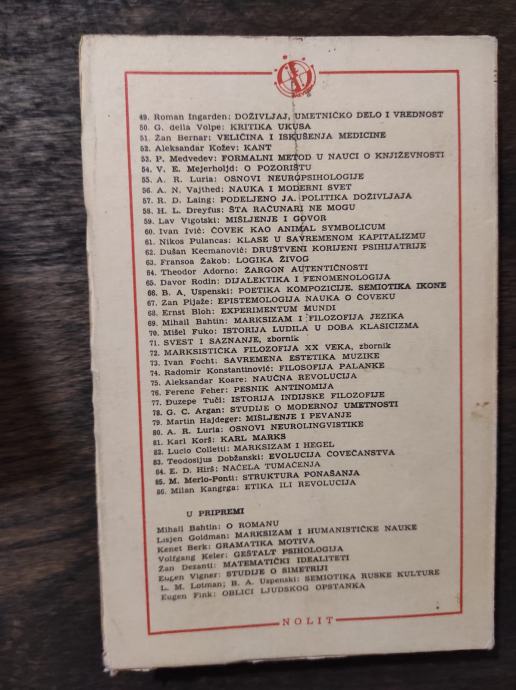 49. Roman Ingarden: DOŽIVLJAJ, UMETNIČKO DELO I VREDNOST
50. G. della Volpe: KRITIKA UKUSA
51. Žan Bernar: VELIČINA I ISKUŠENJA MEDICINE
52. Aleksandar Kožev: KANT
53. P. Medvedev: FORMALNI METOD U NAUCI O KNJIŽEVNOSTI
54. V. E. Mejerholjd: O POZORIŠTU
55. A. R. Luria: OSNOVI NEUROPSIHOLOGIJE
56. A. N. Vajthed: NAUKA I MODERNI SVET
57. R. D. Laing: PODELJENO JA. POLITIKA DOŽIVLJAJA
58. H. L. Dreyfus: ŠTA RAČUNARI NE MOGU
59. Lav Vigotski: MIŠLJENJE I GOVOR
60. Ivan Ivić: ČOVEK KAO ANIMAL SYMBOLICUM
61. Nikos Pulancas: KLASE U SAVREMENOM KAPITALIZMU
62. Dušan Kecmanović: DRUŠTVENI KORIJENI PSIHIJATRIJE
63. Fransoa Žakob: LOGIKA ŽIVOG
64. Theodor Adorno: ŽARGON AUTENTIČNOSTI
65. Davor Rodin: DIJALEKTIKA I FENOMENOLOGIJA
66. B. A. Uspenski: POETIKA KOMPOZICIJE. SEMIOTIKA IKONE
67. Žan Pijaže: EPISTEMOLOGIJA NAUKA O ČOVEKU
68. Ernst Bloh: EXPERIMENTUM MUNDI
69. Mihail Bahtin: MARKSIZAM I FILOZOFIJA JEZIKA
70. Mišel Fuko: ISTORIJA LUDILA U DOBA KLASICIZMA
71. SVEST I SAZNANJE, zbornik
72. MARKSISTIČKA FILOZOFIJA XX VEKA, zbornik
73. Ivan Focht: SAVREMENA ESTETIKA MUZIKE
74. Radomir Konstantinović: FILOSOFIJA PALANKE
75. Aleksandar Koare: NAUČNA REVOLUCIJA
76. Ferenc Feher: PESNIK ANTINOMIJA
77. Đuzepe Tuči: ISTORIJA INDIJSKE FILOZOFIJE
78. G. C. Argan: STUDIJE O MODERNOJ UMETNOSTI
79. Martin Hajdeger: MIŠLJENJE I PEVANJE
80. A. R. Luria: OSNOVI NEUROLINGVISTIKE
81. Karl Korš: KARL MARKS
82. Lucio Colletti: MARKSIZAM I HEGEL
83. Teodosijus Dobžanski: EVOLUCIJA ČOVEČANSTVA
84. E. D. Hirš: NAČELA TUMAČENJA
85. M. Merlo-Ponti: STRUKTURA PONAŠANJA
86. Milan Kangrga: ETIKA ILI REVOLUCIJA
U PRIPREMI
Mihail Bahtin: O ROMANU
Lisjen Goldman: MARKSIZAM I HUMANISTIČKE NAUKE
Kenet Berk: GRAMATIKA MOTIVA
Volfgang Keler: GEŠTALT PSIHOLOGIJA
Žan Dezanti: MATEMATIČKI IDEALITETI
Eugen Vigner: STUDIJE O SIMETRIJI
L. M. Lotman; B. A. Uspenski: SEMIOTIKA RUSKE KULTURE
Eugen Fink: OBLICI LJUDSKOG OPSTANKA
NOLIT